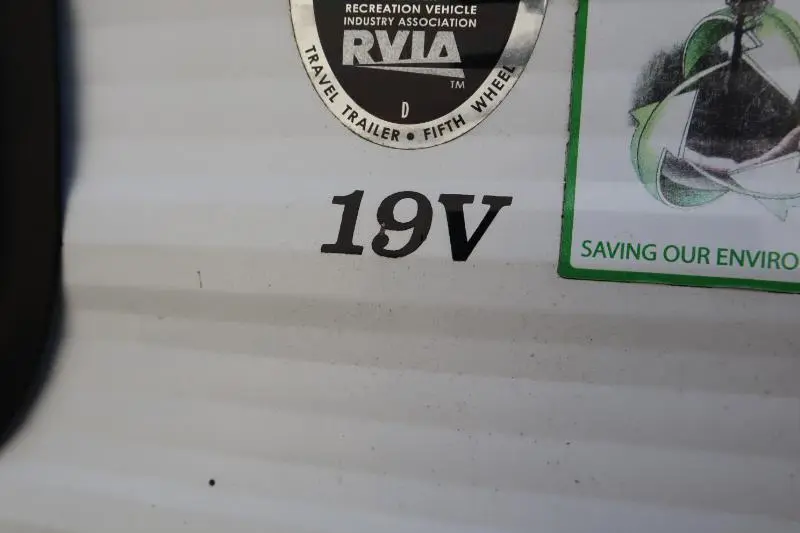 RECREATION VEHICLE
INDUSTRY ASSOCIATION
RVIA
TM
D
TRAVEL TRAILER • FIFTH WHEEL
19V
SAVING OUR ENVIRO